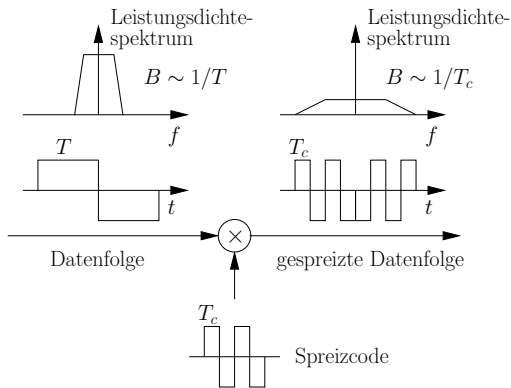 Leistungsdichte-
spektrum
B ∼ 1/T
f
Leistungsdichte-
spektrum
B ∼ 1/T_c
f
T
t
T_c
t
×
Datenfolge
gespreizte Datenfolge
T_c
Spreizcode